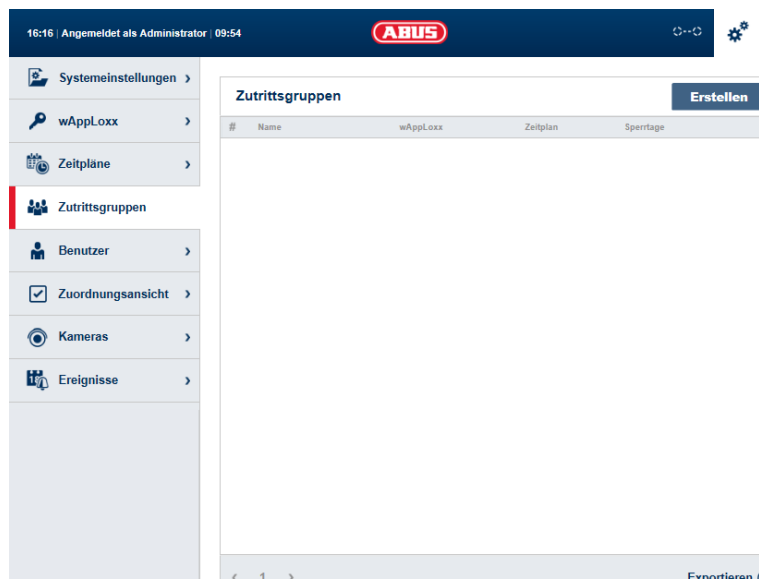 16:16 | Angemeldet als Administrator | 09:54
ABUS
Systemeinstellungen
wAppLoxx
Zeitpläne
Zutrittsgruppen
Benutzer
Zuordnungsansicht
Kameras
Ereignisse
Zutrittsgruppen
Erstellen
# Name wAppLoxx Zeitplan Sperrtage
1
Exportieren